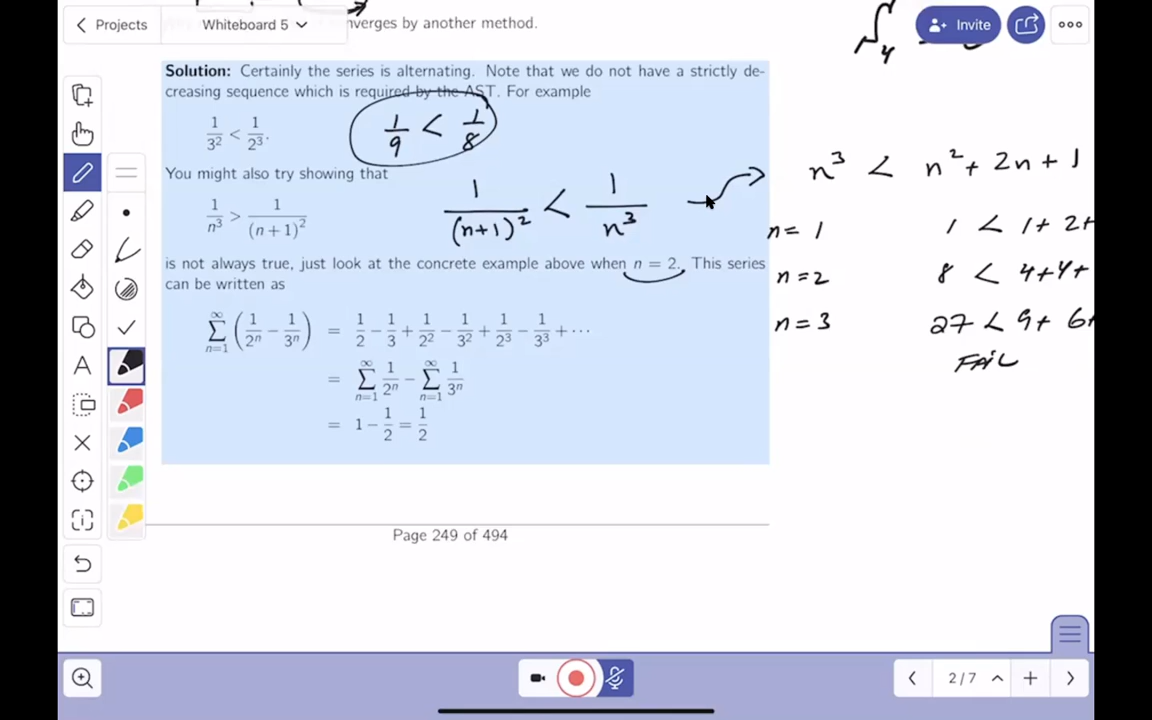 Projects
Whiteboard 5
nverges by another method.
Invite
∫₄
Solution: Certainly the series is alternating. Note that we do not have a strictly de-
creasing sequence which is required by the AST. For example
1/3² < 1/2³.
1/9 < 1/8
You might also try showing that
1/n³ > 1/(n+1)²
1/(n+1)² < 1/n³
n³ < n² + 2n + 1
n = 1   1 < 1 + 2+
n = 2   8 < 4+4+
n = 3   27 < 9+ 6+
FAIL
is not always true, just look at the concrete example above when n = 2. This series
can be written as
∞∑n=1 (1/2ⁿ − 1/3ⁿ) = 1/2 − 1/3 + 1/2² − 1/3² + 1/2³ − 1/3³ + ⋯
= ∞∑n=1 1/2ⁿ − ∞∑n=1 1/3ⁿ
= 1 − 1/2 = 1/2
Page 249 of 494
A
2/7